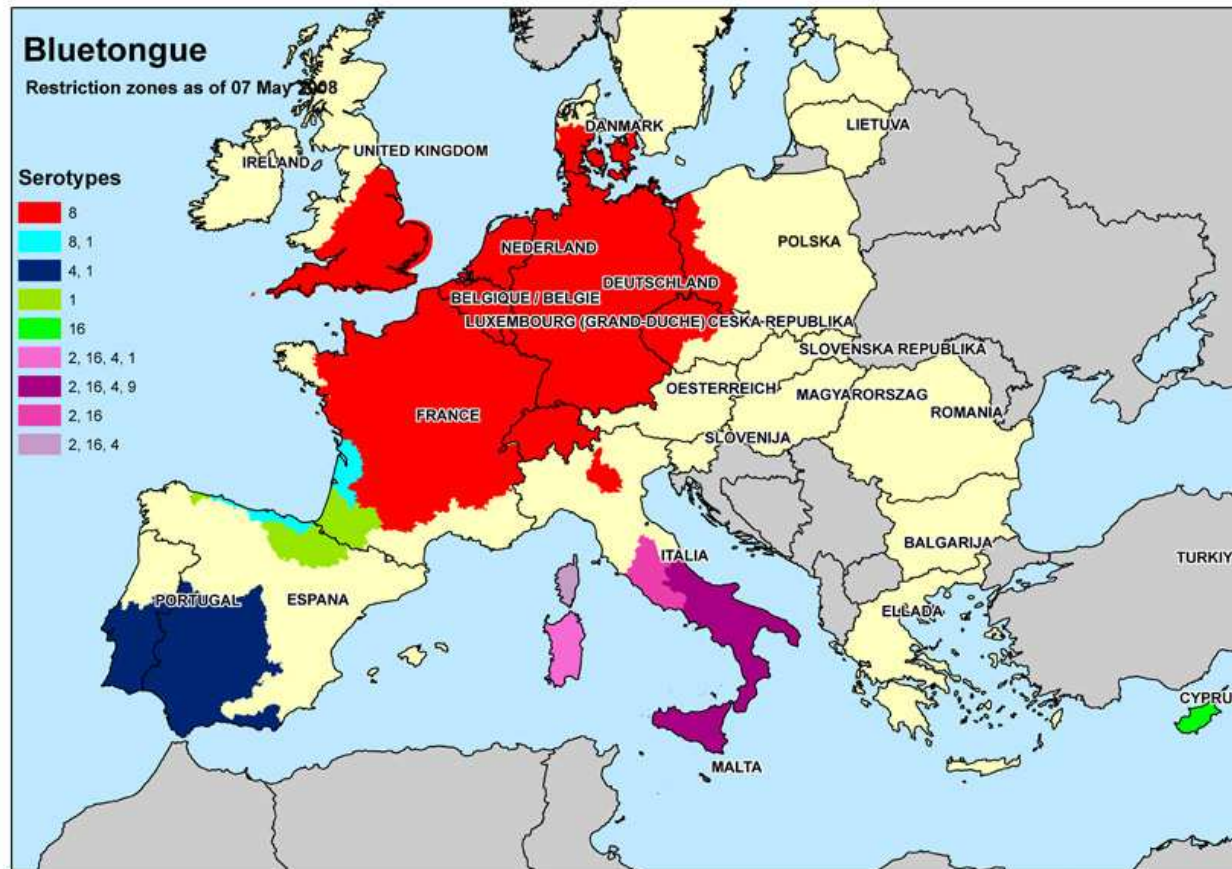 Bluetongue
Restriction zones as of 07 May 2008
Serotypes
8
8, 1
4, 1
1
16
2, 16, 4, 1
2, 16, 4, 9
2, 16
2, 16, 4
DANMARK
LIETUVA
UNITED KINGDOM
IRELAND
POLSKA
NEDERLAND
DEUTSCHLAND
BELGIQUE / BELGIE
LUXEMBOURG (GRAND-DUCHE)
CESKA REPUBLIKA
SLOVENSKA REPUBLIKA
OESTERREICH
MAGYARORSZAG
ROMANIA
FRANCE
SLOVENIJA
BALGARIJA
ITALIA
TURKIY
PORTUGAL
ESPANA
ELLADA
CYPRU
MALTA